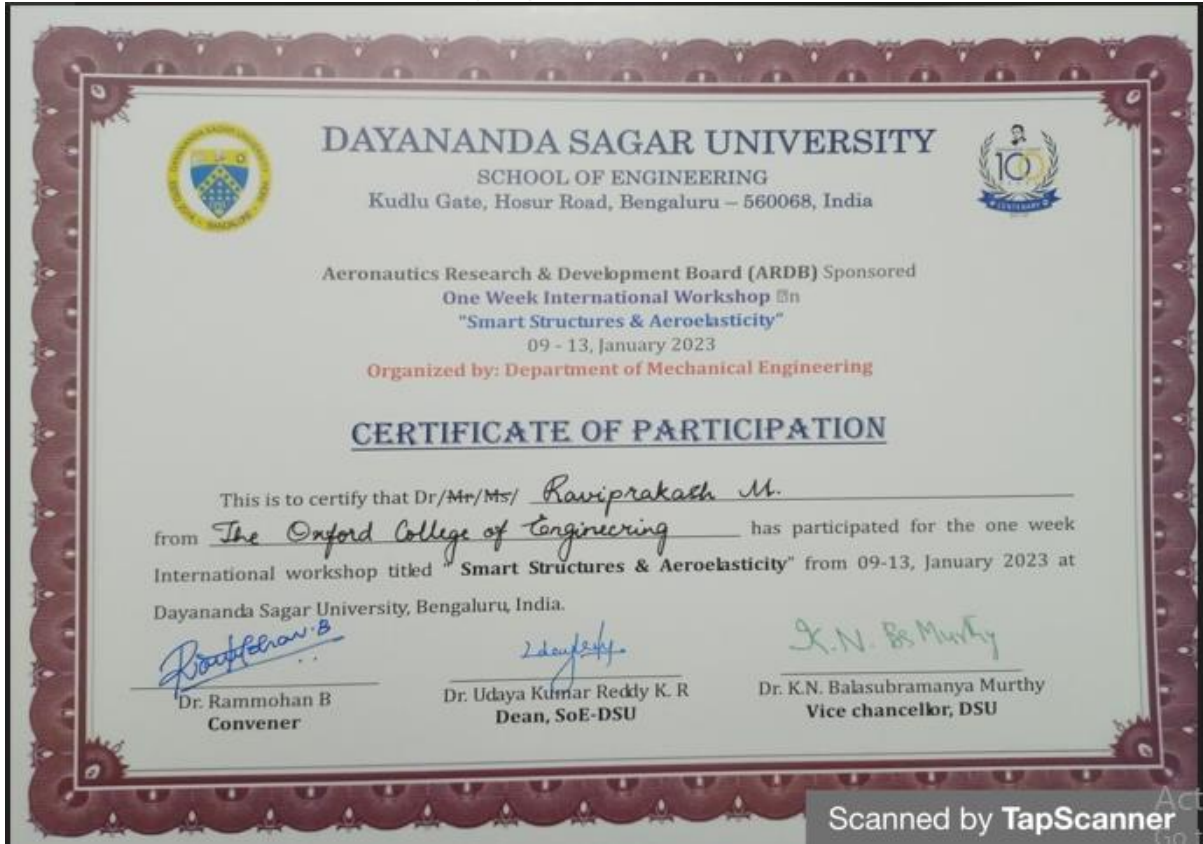 DAYANANDA SAGAR UNIVERSITY
SCHOOL OF ENGINEERING
Kudlu Gate, Hosur Road, Bengaluru – 560068, India
100
CENTENARY
Aeronautics Research & Development Board (ARDB) Sponsored
One Week International Workshop n
"Smart Structures & Aeroelasticity"
09 - 13, January 2023
Organized by: Department of Mechanical Engineering
CERTIFICATE OF PARTICIPATION
This is to certify that Dr/Mr/Ms/ Raviprakash M.
from The Oxford College of Engineering has participated for the one week
International workshop titled " Smart Structures & Aeroelasticity" from 09-13, January 2023 at
Dayananda Sagar University, Bengaluru, India.
K.N. Bs Murthy
Dr. Rammohan B
Convener
Dr. Udaya Kumar Reddy K. R
Dean, SoE-DSU
Dr. K.N. Balasubramanya Murthy
Vice chancellor, DSU
Scanned by TapScanner